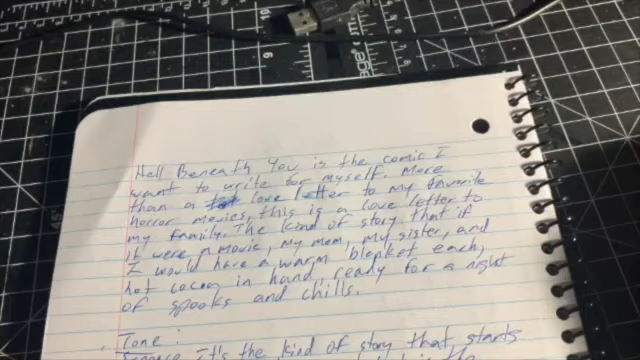 Hell Beneath You is the comic I
want to write for myself. More
than a love letter to my favorite
horror movies, this is a love letter to
my family. The kind of story that if
it were a movie, my mom, my sister, and
I would have a warm blanket each,
hot cocoa in hand, ready for a night
of spooks and chills.
Tone:
it's the kind of story that, starts